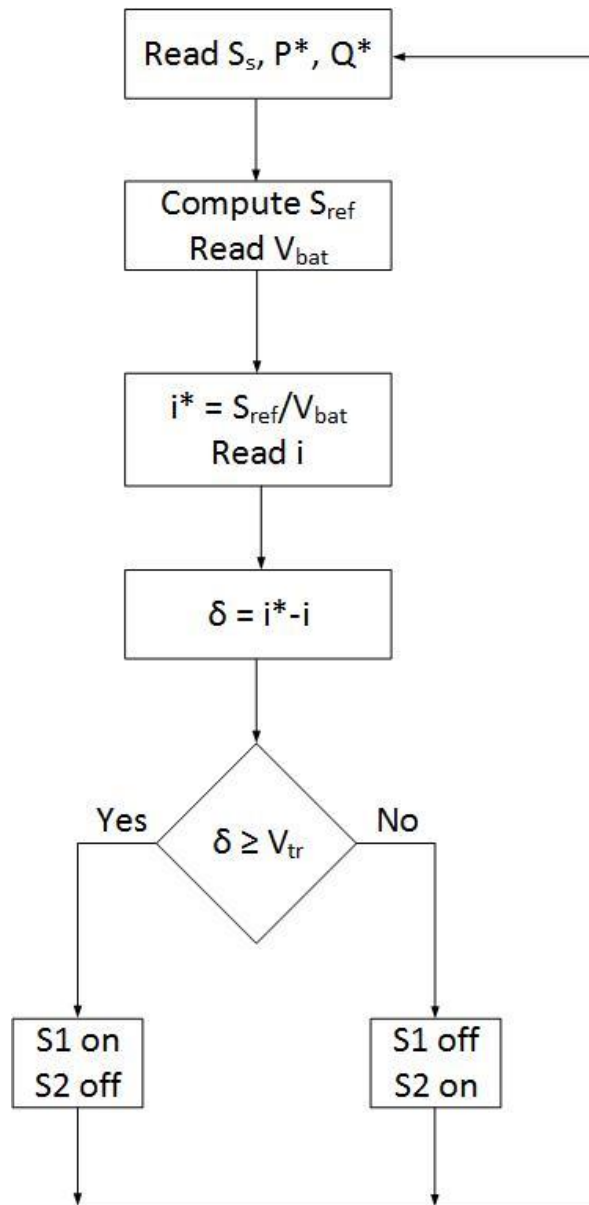 Read Sₛ, P*, Q*
Compute S_ref
Read V_bat
i* = S_ref/V_bat
Read i
δ = i*-i
Yes
No
δ ≥ V_tr
S1 on
S2 off
S1 off
S2 on